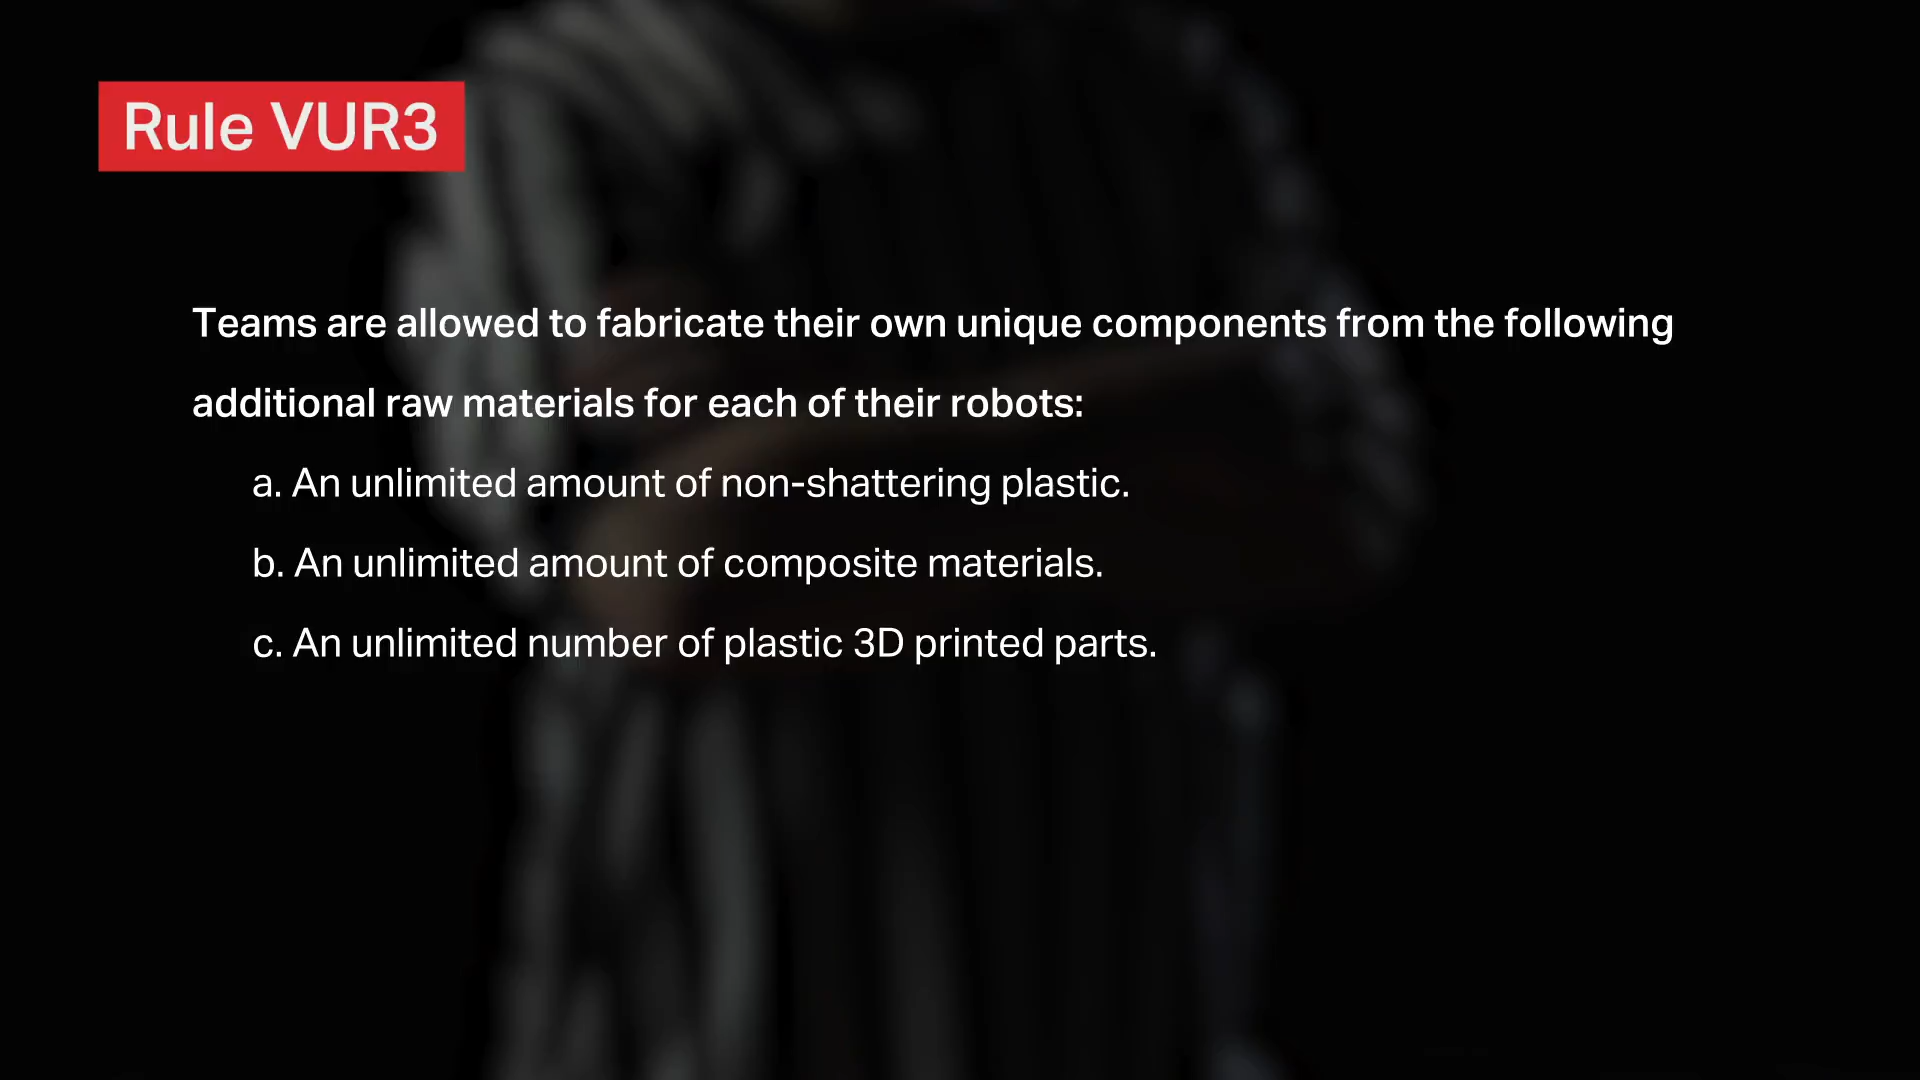 Rule VUR3
Teams are allowed to fabricate their own unique components from the following
additional raw materials for each of their robots:
a. An unlimited amount of non-shattering plastic.
b. An unlimited amount of composite materials.
c. An unlimited number of plastic 3D printed parts.